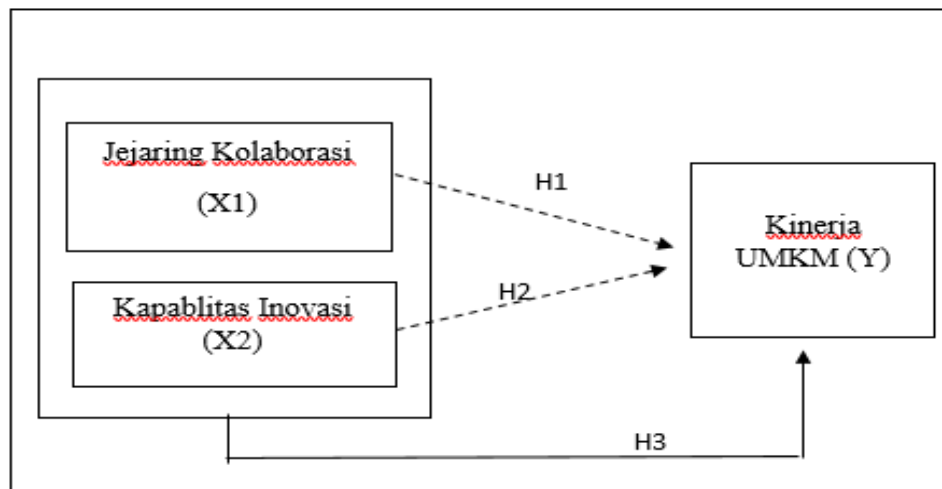 Jejaring Kolaborasi
(X1)
H1
Kinerja
UMKM (Y)
H2
Kapablitas Inovasi
(X2)
H3